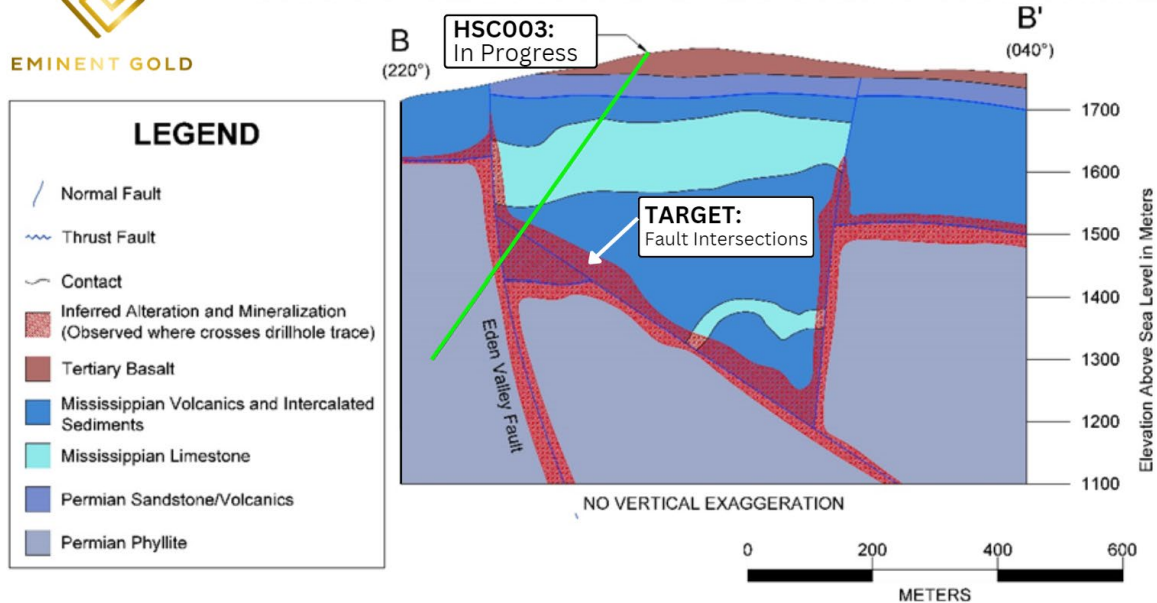 EMINENT GOLD
B
(220°)
HSC003:
In Progress
B'
(040°)
LEGEND
Normal Fault
Thrust Fault
Contact
Inferred Alteration and Mineralization
(Observed where crosses drillhole trace)
Tertiary Basalt
Mississippian Volcanics and Intercalated
Sediments
Mississippian Limestone
Permian Sandstone/Volcanics
Permian Phyllite
TARGET:
Fault Intersections
Eden Valley Fault
1700
1600
1500
1400
1300
1200
1100
Elevation Above Sea Level in Meters
NO VERTICAL EXAGGERATION
0 200 400 600
METERS